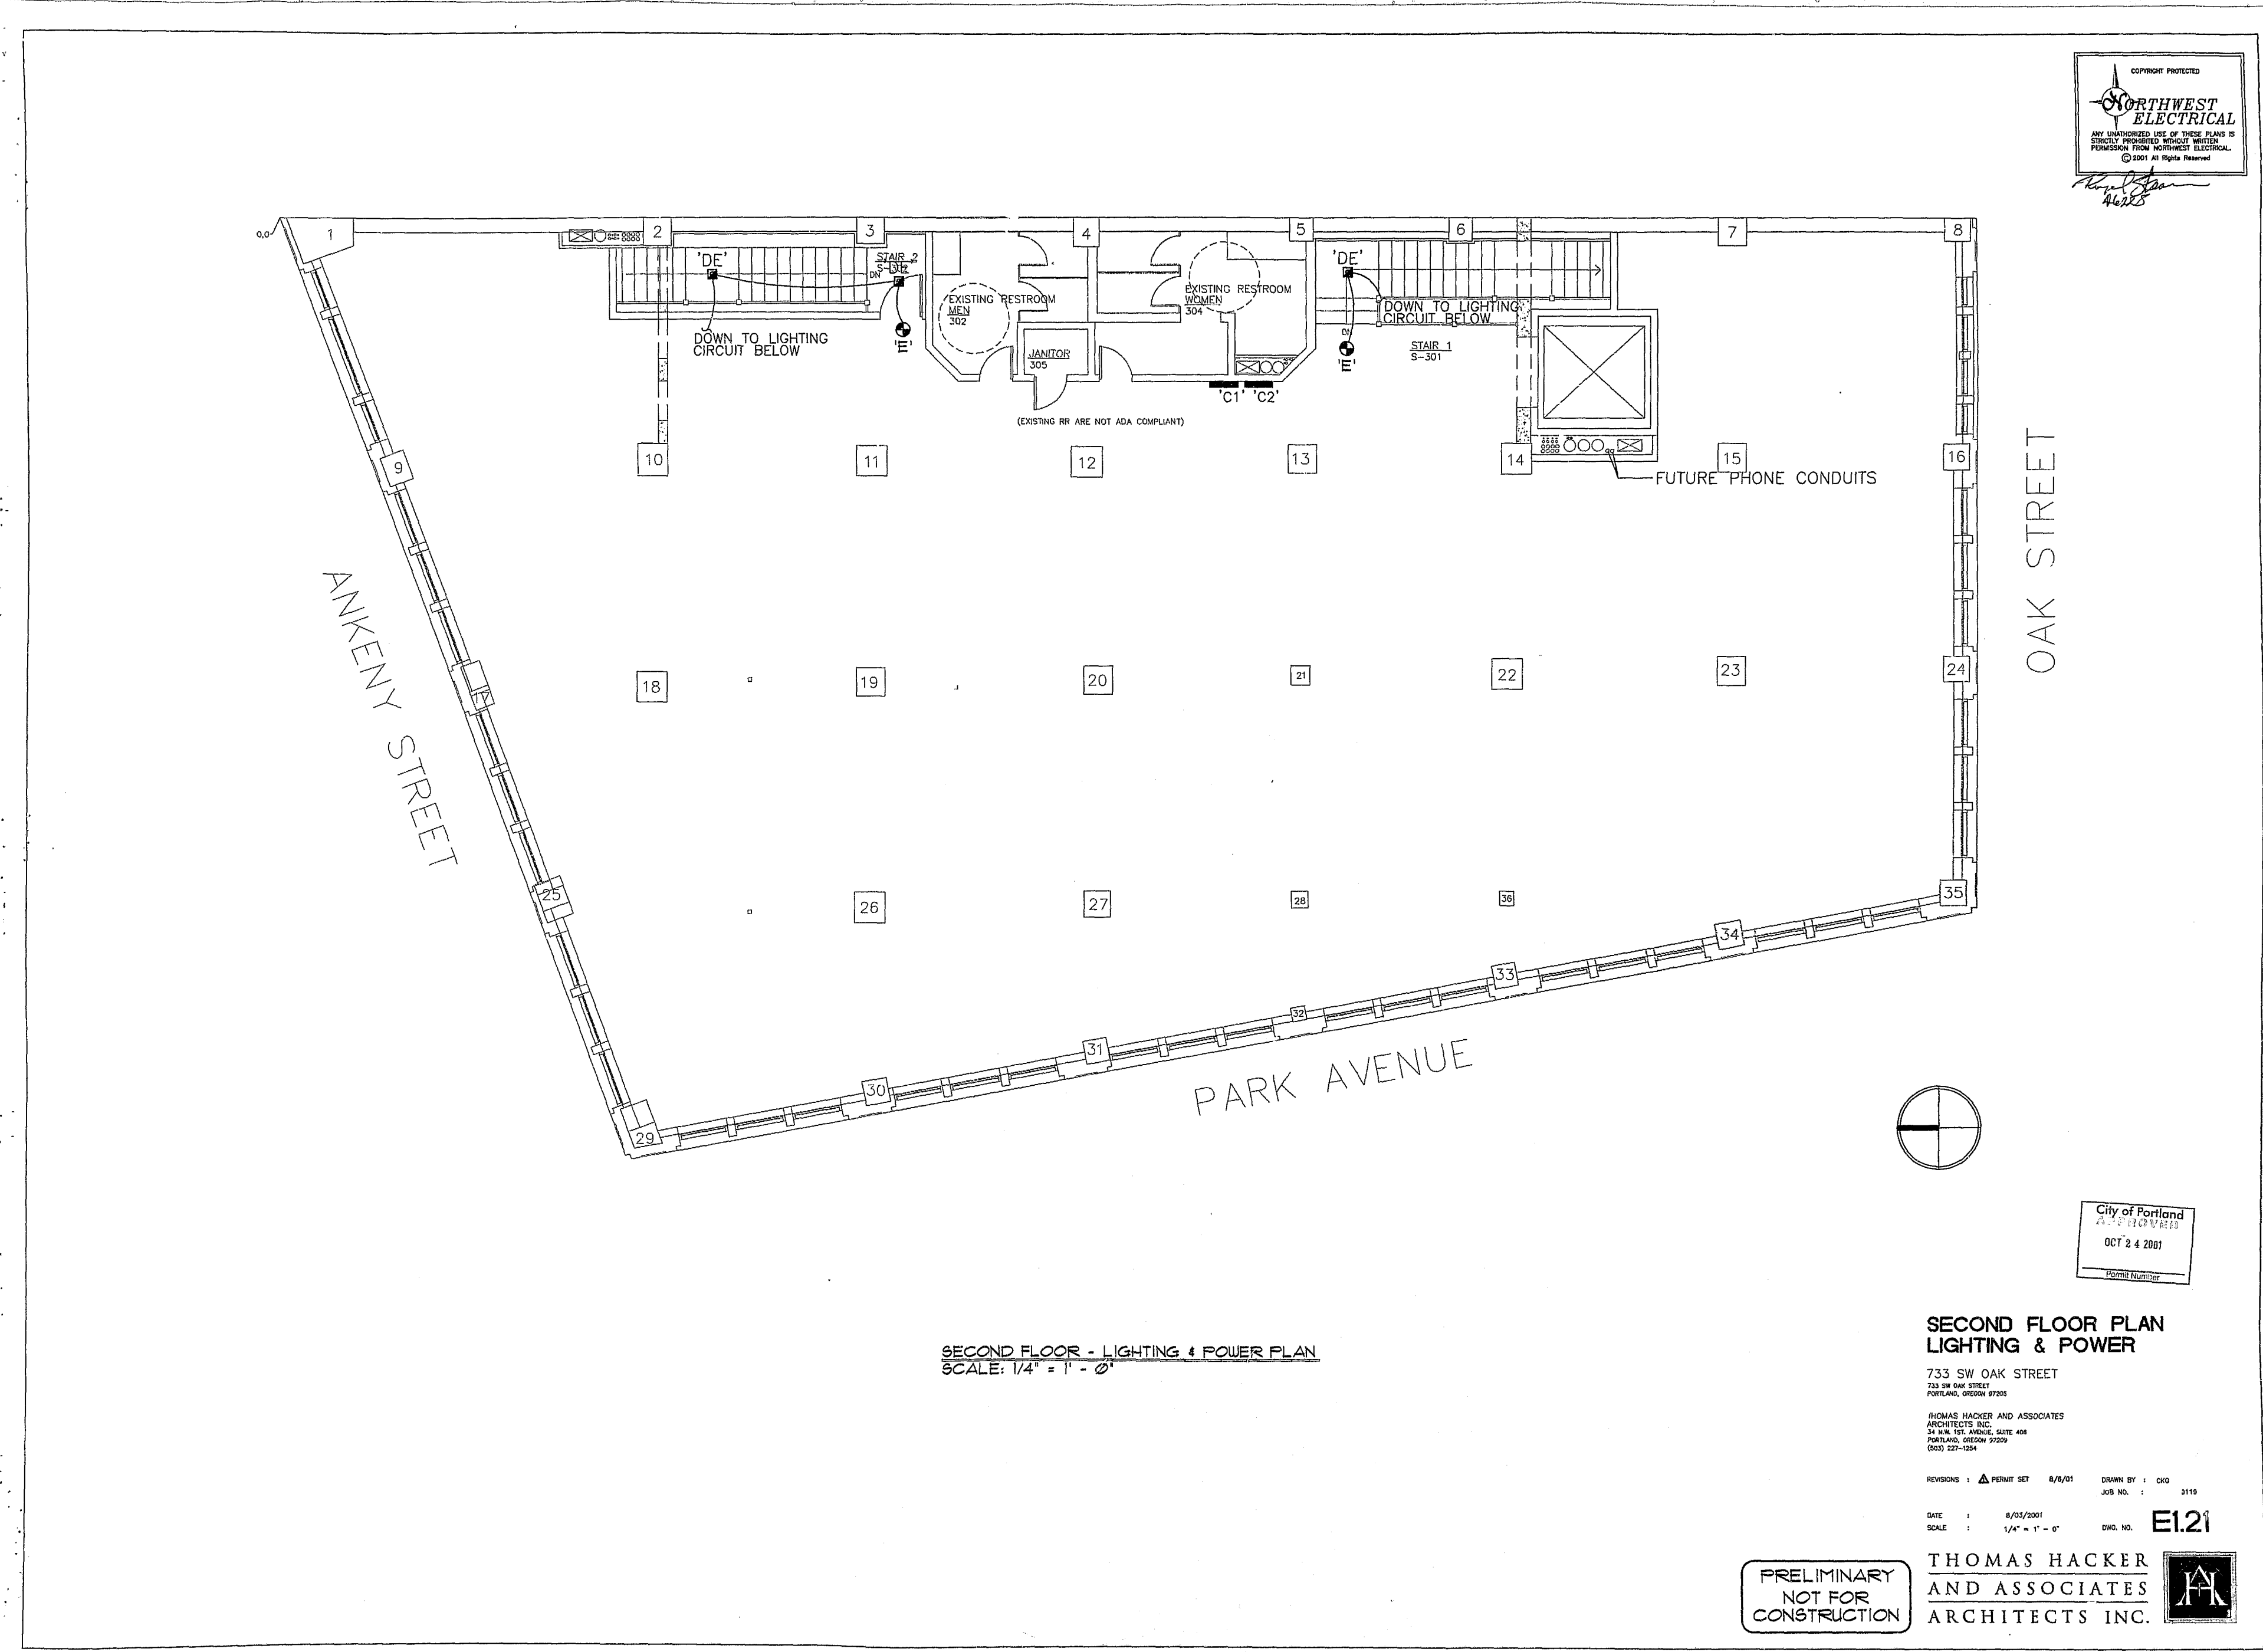 COPYRIGHT PROTECTED
NORTHWEST
ELECTRICAL
ANY UNATHORIZED USE OF THESE PLANS IS
STRICTLY PROHIBITED WITHOUT WRITTEN
PERMISSION FROM NORTHWEST ELECTRICAL.
© 2001 All Rights Reserved
0,0
1
2
3
4
5
6
7
8
'DE'
STAIR 2
DN
'DE'
EXISTING RESTROOM
MEN
302
EXISTING RESTROOM
WOMEN
304
DOWN TO LIGHTING
CIRCUIT BELOW
'E'
DOWN TO LIGHTING
CIRCUIT BELOW
'E'
JANITOR
305
STAIR 1
S-301
'C1' 'C2'
(EXISTING RR ARE NOT ADA COMPLIANT)
9
10
11
12
13
14
15
16
FUTURE PHONE CONDUITS
ANKENY STREET
OAK STREET
17
18
19
20
21
22
23
24
25
26
27
28
36
35
34
33
32
31
30
29
PARK AVENUE
City of Portland
APPROVED
OCT 24 2001
Permit Number
SECOND FLOOR - LIGHTING & POWER PLAN
SCALE: 1/4" = 1' - 0"
SECOND FLOOR PLAN
LIGHTING & POWER
733 SW OAK STREET
733 SW OAK STREET
PORTLAND, OREGON 97205
THOMAS HACKER AND ASSOCIATES
ARCHITECTS INC.
34 N.W. 1ST. AVENUE, SUITE 406
PORTLAND, OREGON 97209
(503) 227-1254
REVISIONS : 1 PERMIT SET 8/6/01
DRAWN BY : CKG
JOB NO. : 3119
DATE : 8/03/2001
SCALE : 1/4" = 1' - 0"
DWG. NO. E1.21
PRELIMINARY
NOT FOR
CONSTRUCTION
THOMAS HACKER
AND ASSOCIATES
ARCHITECTS INC.